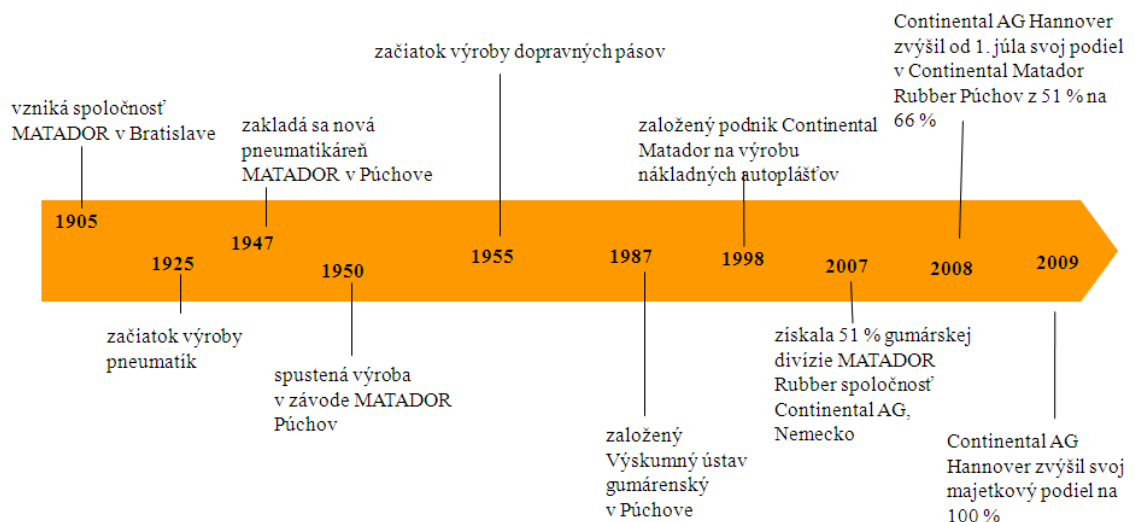 Continental AG Hannover
zvýšil od 1. júla svoj podiel
v Continental Matador
Rubber Púchov z 51 % na
66 %
začiatok výroby dopravných pásov
vzniká spoločnosť
MATADOR v Bratislave
zakladá sa nová
pneumatikáreň
MATADOR v Púchove
založený podnik Continental
Matador na výrobu
nákladných autoplášťov
1905
1925
1947
1950
1955
1987
1998
2007
2008
2009
začiatok výroby
pneumatík
spustená výroba
v závode MATADOR
Púchov
založený
Výskumný ústav
gumárenský
v Púchove
získala 51 % gumárskej
divízie MATADOR
Rubber spoločnosť
Continental AG,
Nemecko
Continental AG
Hannover zvýšil svoj
majetkový podiel na
100 %